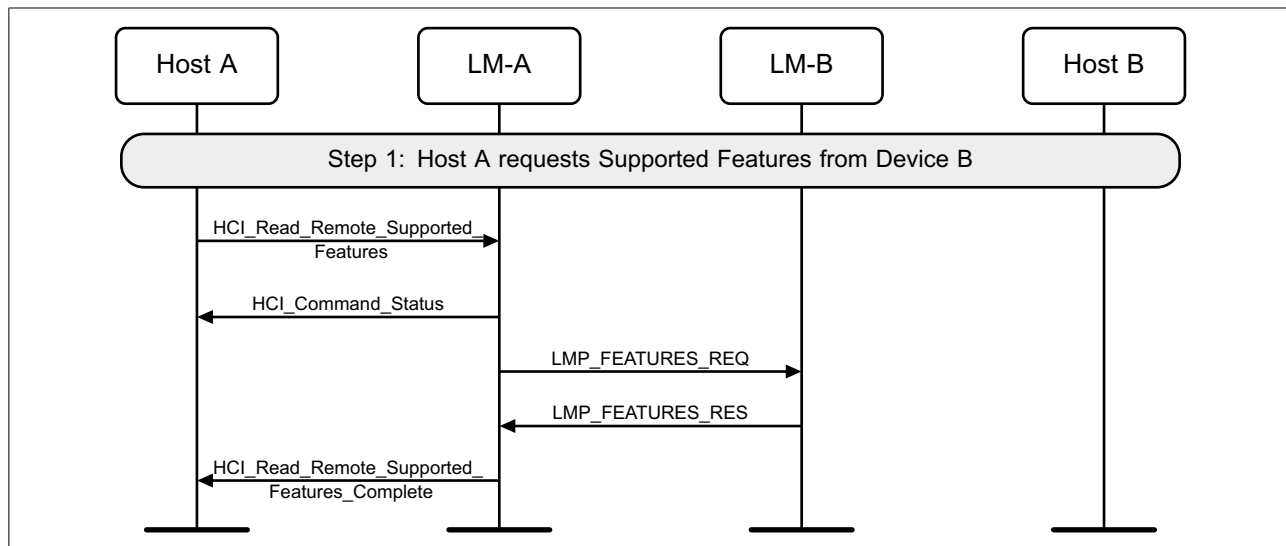 Host A
LM-A
LM-B
Host B
Step 1: Host A requests Supported Features from Device B
HCI_Read_Remote_Supported_
Features
HCI_Command_Status
LMP_FEATURES_REQ
LMP_FEATURES_RES
HCI_Read_Remote_Supported_
Features_Complete